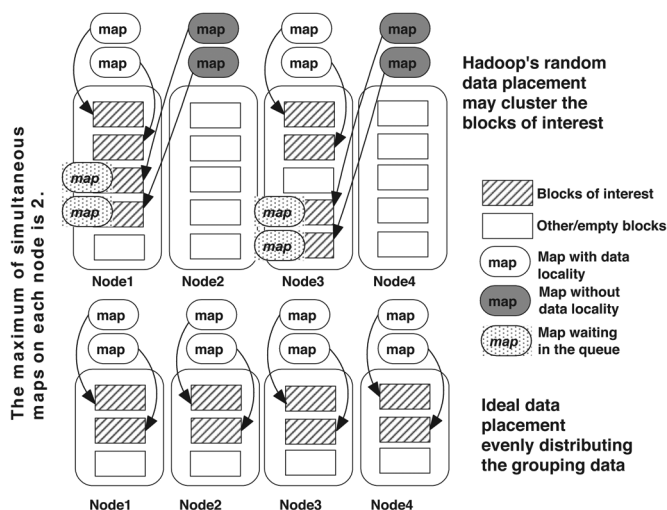 map
map
map
map
map
map
map
map
Hadoop's random
data placement
may cluster the
blocks of interest
The maximum of simultaneous
maps on each node is 2.
map
map
map
map
Blocks of interest
Other/empty blocks
map
Map with data
locality
map
Map without
data locality
map
Map waiting
in the queue
Node1
Node2
Node3
Node4
map
map
map
map
map
map
map
map
Ideal data
placement
evenly distributing
the grouping data
Node1
Node2
Node3
Node4